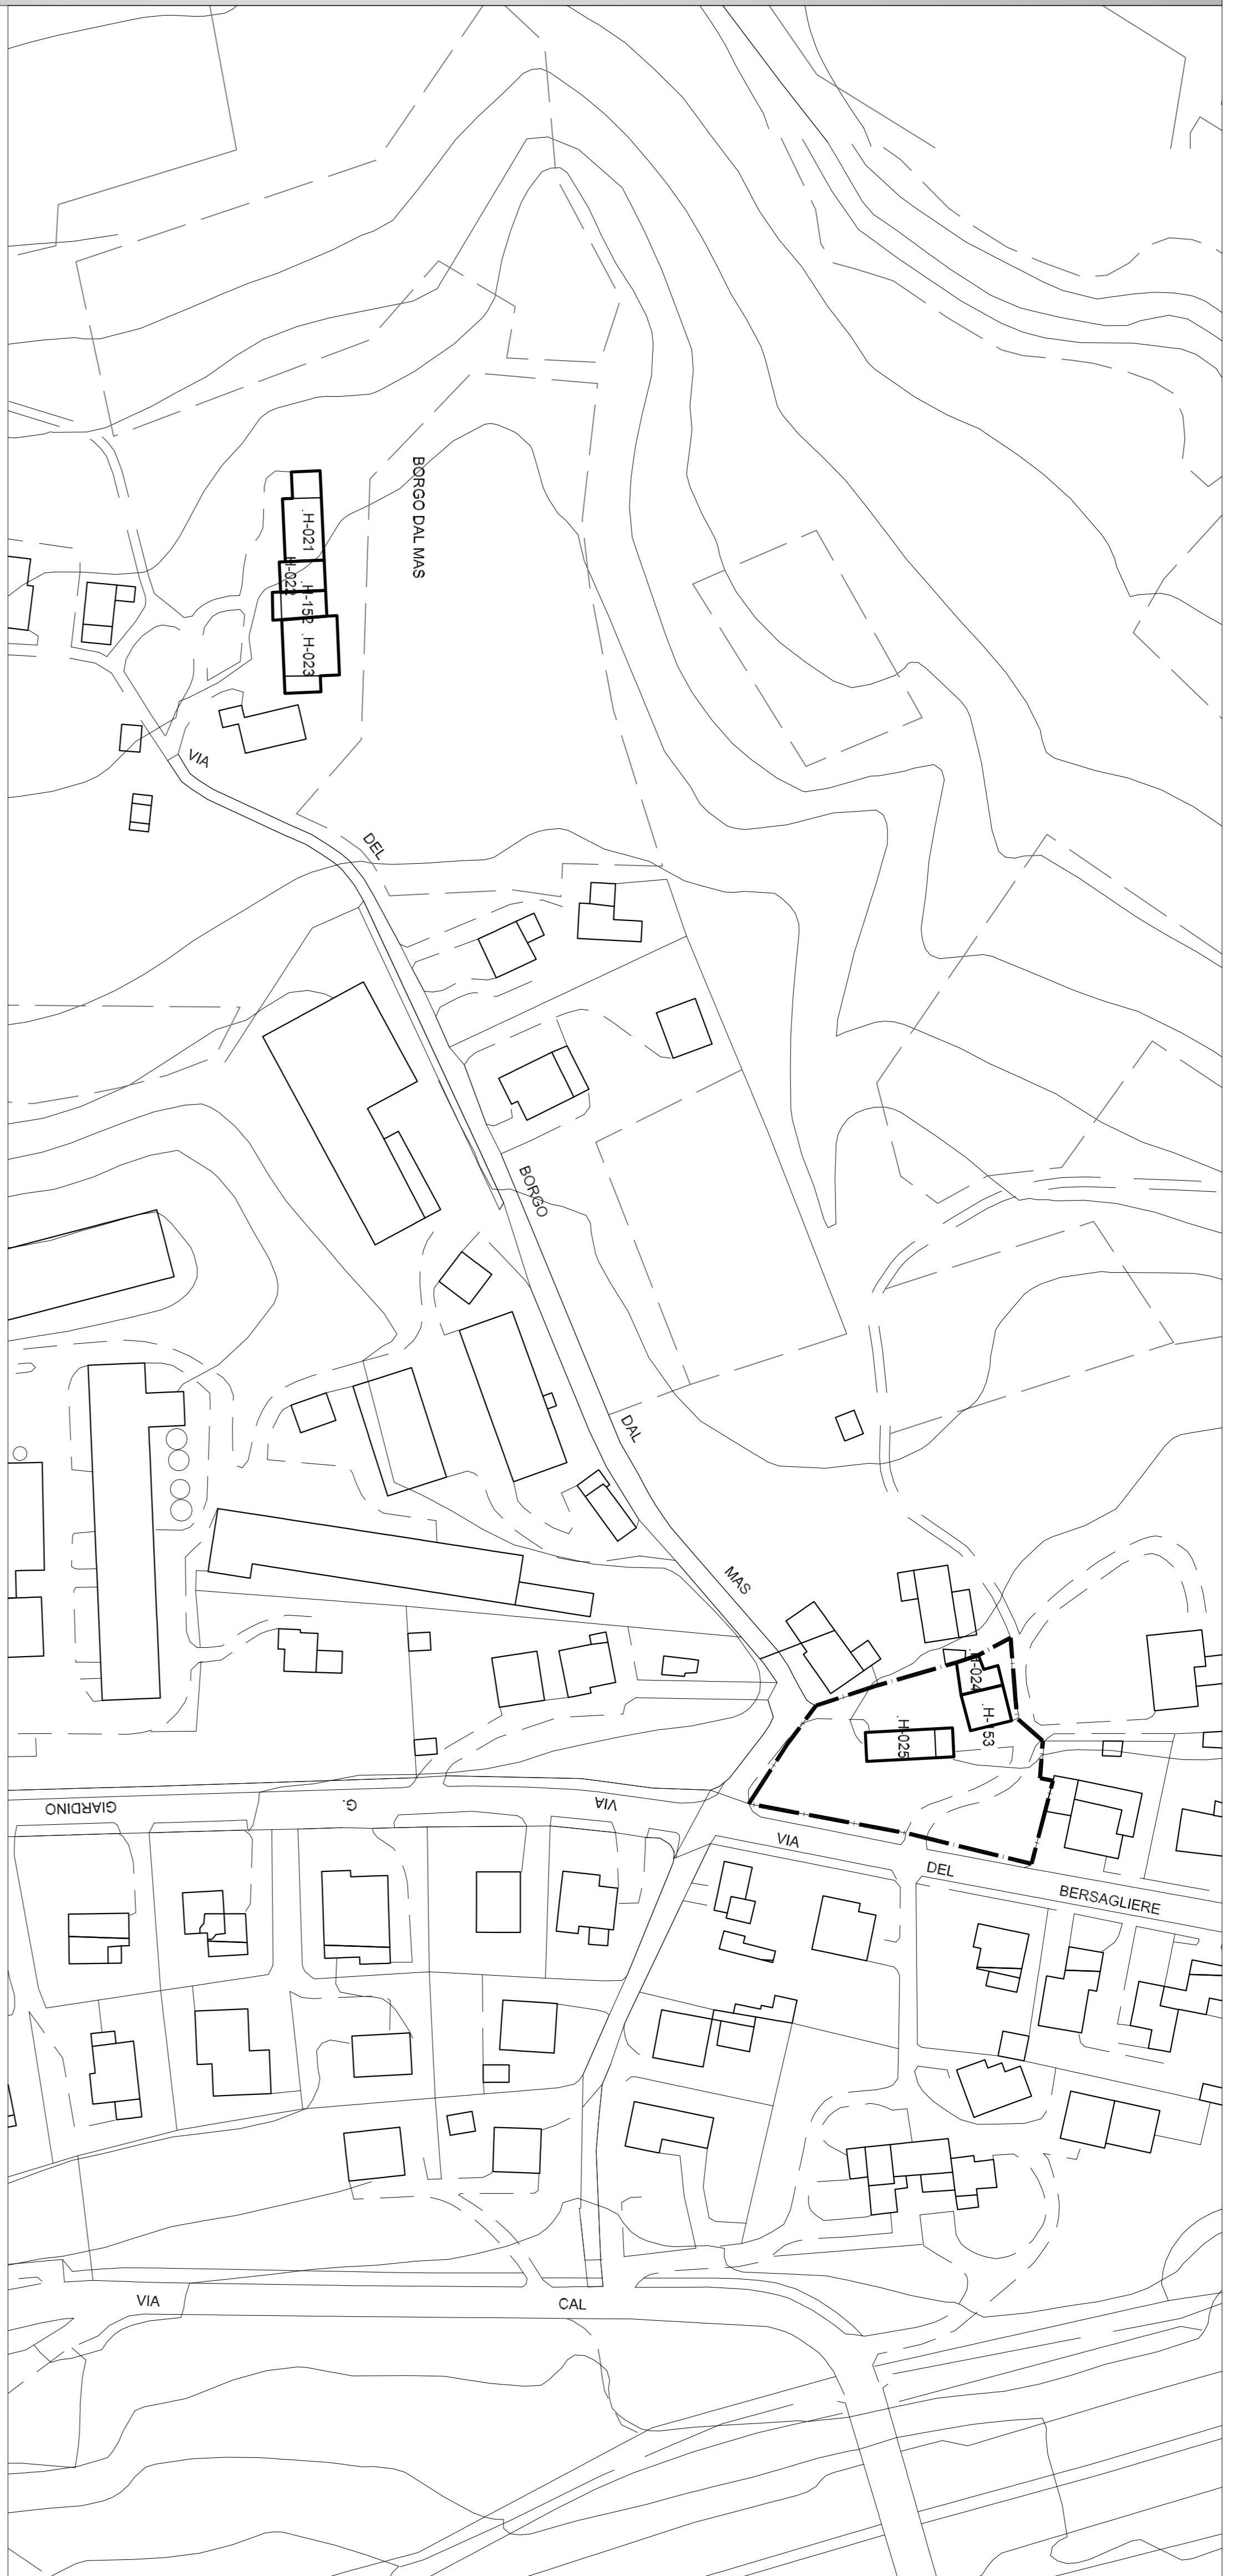 BORGO DAL MAS
.H-021
H-022
.H-152
.H-023
VIA
DEL
BORGO
DAL
MAS
.H-024
.H-153
.H-025
GIARDINO
G.
VIA
VIA
DEL
BERSAGLIERE
VIA
CAL